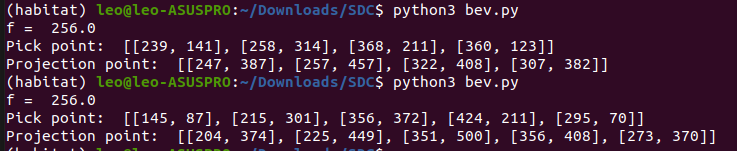 (habitat) leo@leo-ASUSPRO:~/Downloads/SDC$ python3 bev.py
f =  256.0
Pick point:  [[239, 141], [258, 314], [368, 211], [360, 123]]
Projection point:  [[247, 387], [257, 457], [322, 408], [307, 382]]
(habitat) leo@leo-ASUSPRO:~/Downloads/SDC$ python3 bev.py
f =  256.0
Pick point:  [[145, 87], [215, 301], [356, 372], [424, 211], [295, 70]]
Projection point:  [[204, 374], [225, 449], [351, 500], [356, 408], [273, 370]]